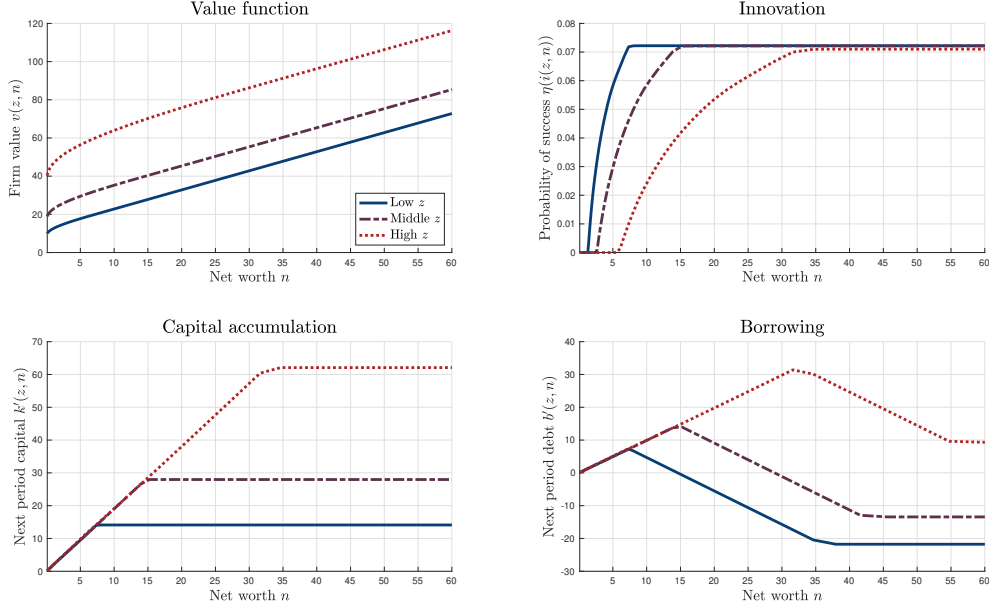 Value function
Firm value v(z, n)
120
100
80
60
40
20
0
5 10 15 20 25 30 35 40 45 50 55 60
Net worth n
Low z
Middle z
High z
Innovation
Probability of success η(i(z, n))
0.08
0.07
0.06
0.05
0.04
0.03
0.02
0.01
0
5 10 15 20 25 30 35 40 45 50 55 60
Net worth n
Capital accumulation
Next period capital k′(z, n)
70
60
50
40
30
20
10
0
5 10 15 20 25 30 35 40 45 50 55 60
Net worth n
Borrowing
Next period debt b′(z, n)
40
30
20
10
0
-10
-20
-30
5 10 15 20 25 30 35 40 45 50 55 60
Net worth n